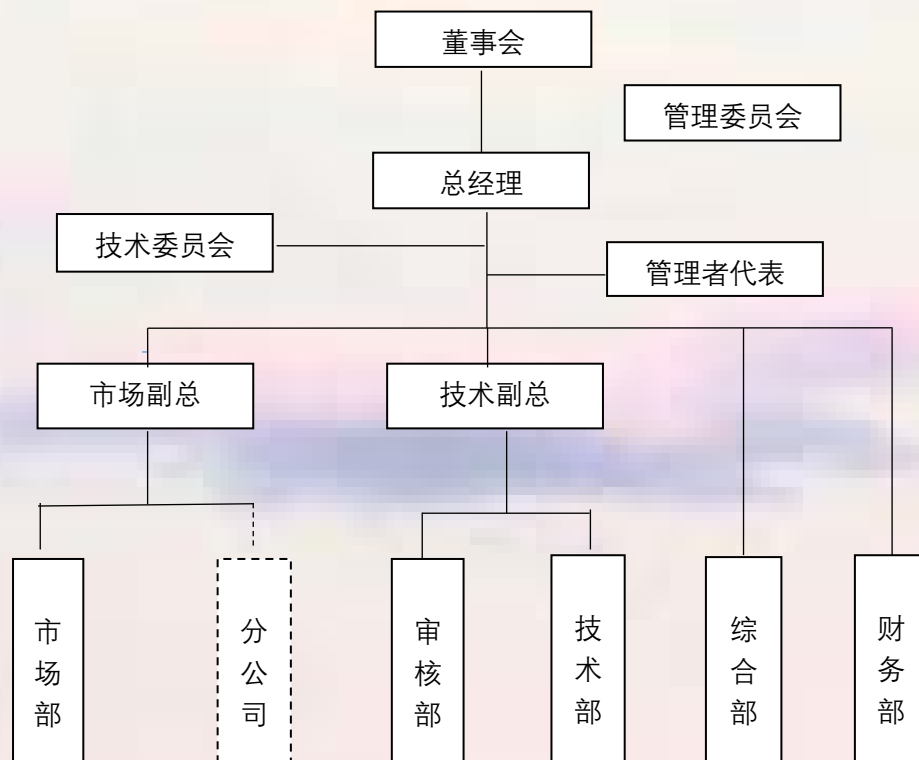 董事会
管理委员会
总经理
技术委员会
管理者代表
市场副总
技术副总
市场部
分公司
审核部
技术部
综合部
财务部